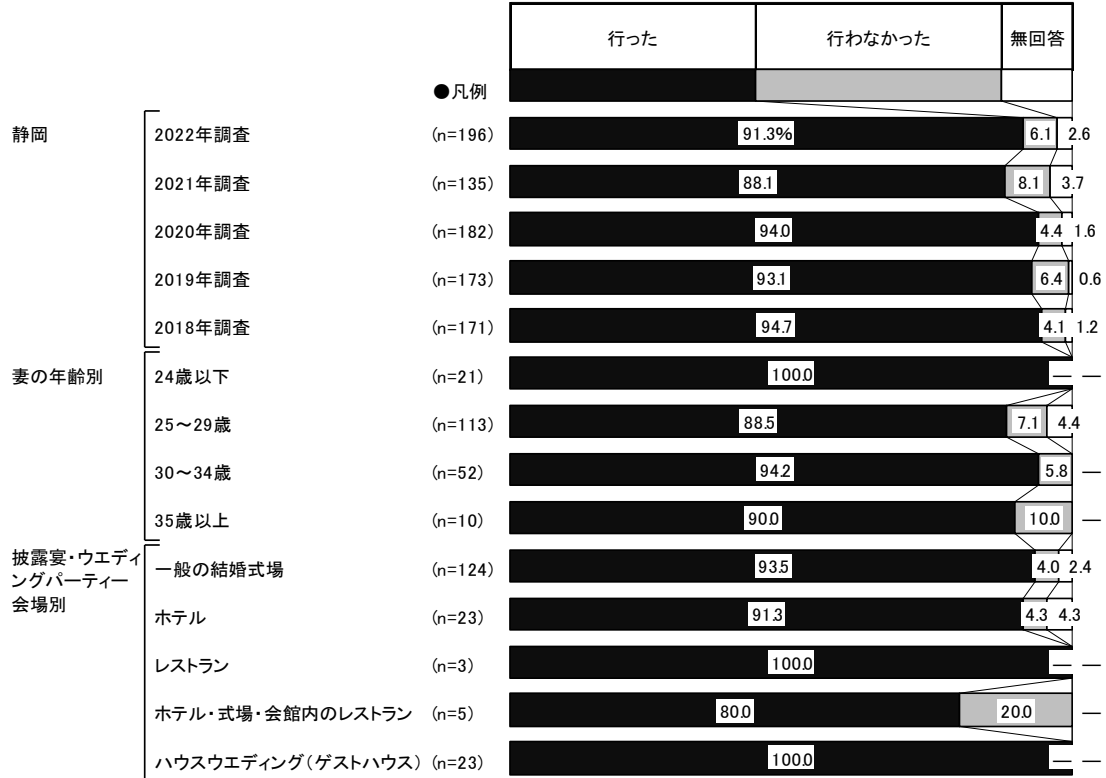 行った 行わなかった 無回答
●凡例
静岡 2022年調査 (n=196) 91.3% 6.1 2.6
2021年調査 (n=135) 88.1 8.1 3.7
2020年調査 (n=182) 94.0 4.4 1.6
2019年調査 (n=173) 93.1 6.4 0.6
2018年調査 (n=171) 94.7 4.1 1.2
妻の年齢別 24歳以下 (n=21) 100.0 — —
25～29歳 (n=113) 88.5 7.1 4.4
30～34歳 (n=52) 94.2 5.8 —
35歳以上 (n=10) 90.0 10.0 —
披露宴・ウエディ
ングパーティー
会場別
一般の結婚式場 (n=124) 93.5 4.0 2.4
ホテル (n=23) 91.3 4.3 4.3
レストラン (n=3) 100.0 — —
ホテル・式場・会館内のレストラン (n=5) 80.0 20.0 —
ハウスウエディング(ゲストハウス) (n=23) 100.0 — —